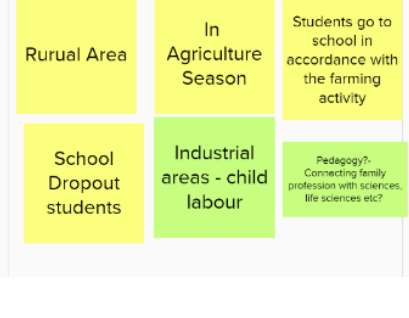 Rurual Area
In
Agriculture
Season
Students go to
school in
accordance with
the farming
activity
School
Dropout
students
Industrial
areas - child
labour
Pedagogy?-
Connecting family
profession with sciences,
life sciences etc?